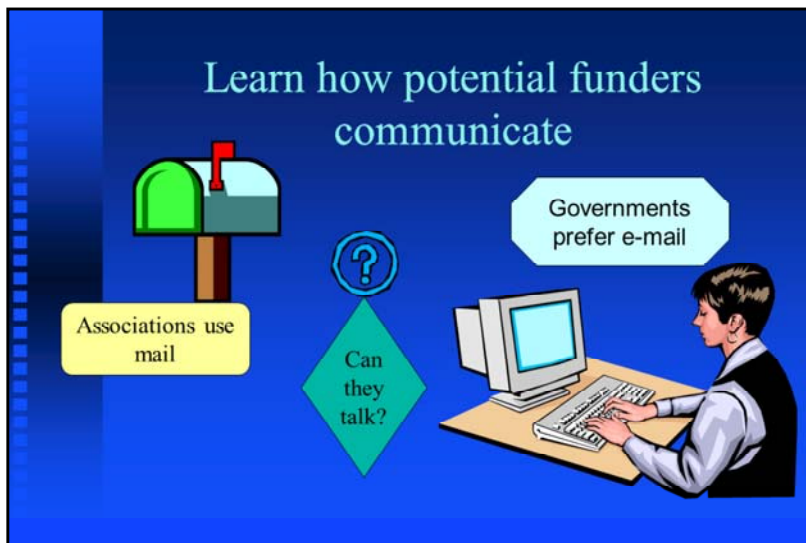 Learn how potential funders
communicate
Governments
prefer e-mail
Associations use
mail
?
Can
they
talk?